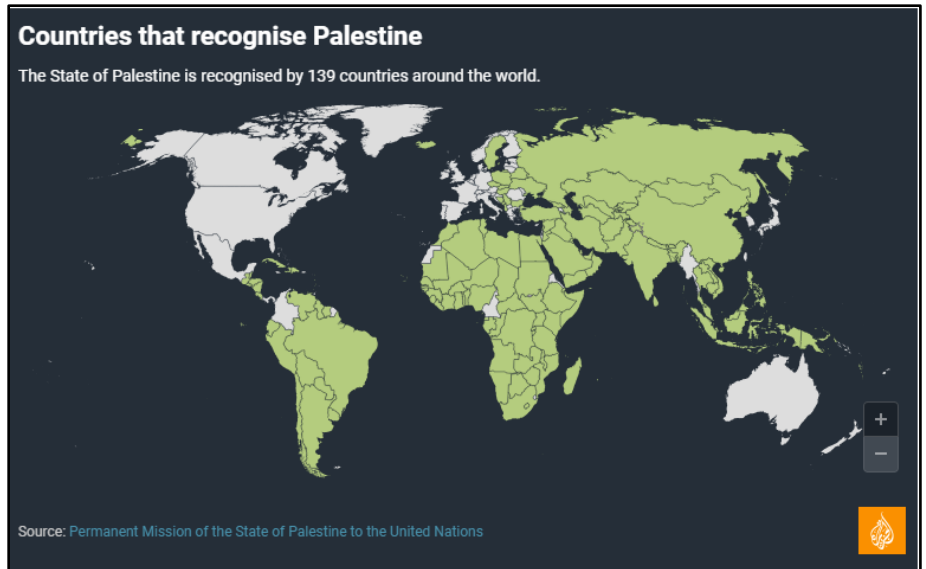 Countries that recognise Palestine
The State of Palestine is recognised by 139 countries around the world.
+
−
Source: Permanent Mission of the State of Palestine to the United Nations